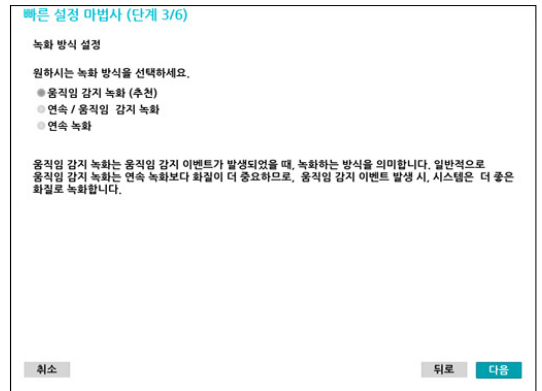 빠른 설정 마법사 (단계 3/6)
녹화 방식 설정
원하시는 녹화 방식을 선택하세요.
움직임 감지 녹화 (추천)
연속 / 움직임 감지 녹화
연속 녹화
움직임 감지 녹화는 움직임 감지 이벤트가 발생되었을 때, 녹화하는 방식을 의미합니다. 일반적으로
움직임 감지 녹화는 연속 녹화보다 화질이 더 중요하므로, 움직임 감지 이벤트 발생 시, 시스템은 더 좋은
화질로 녹화합니다.
취소 뒤로 다음